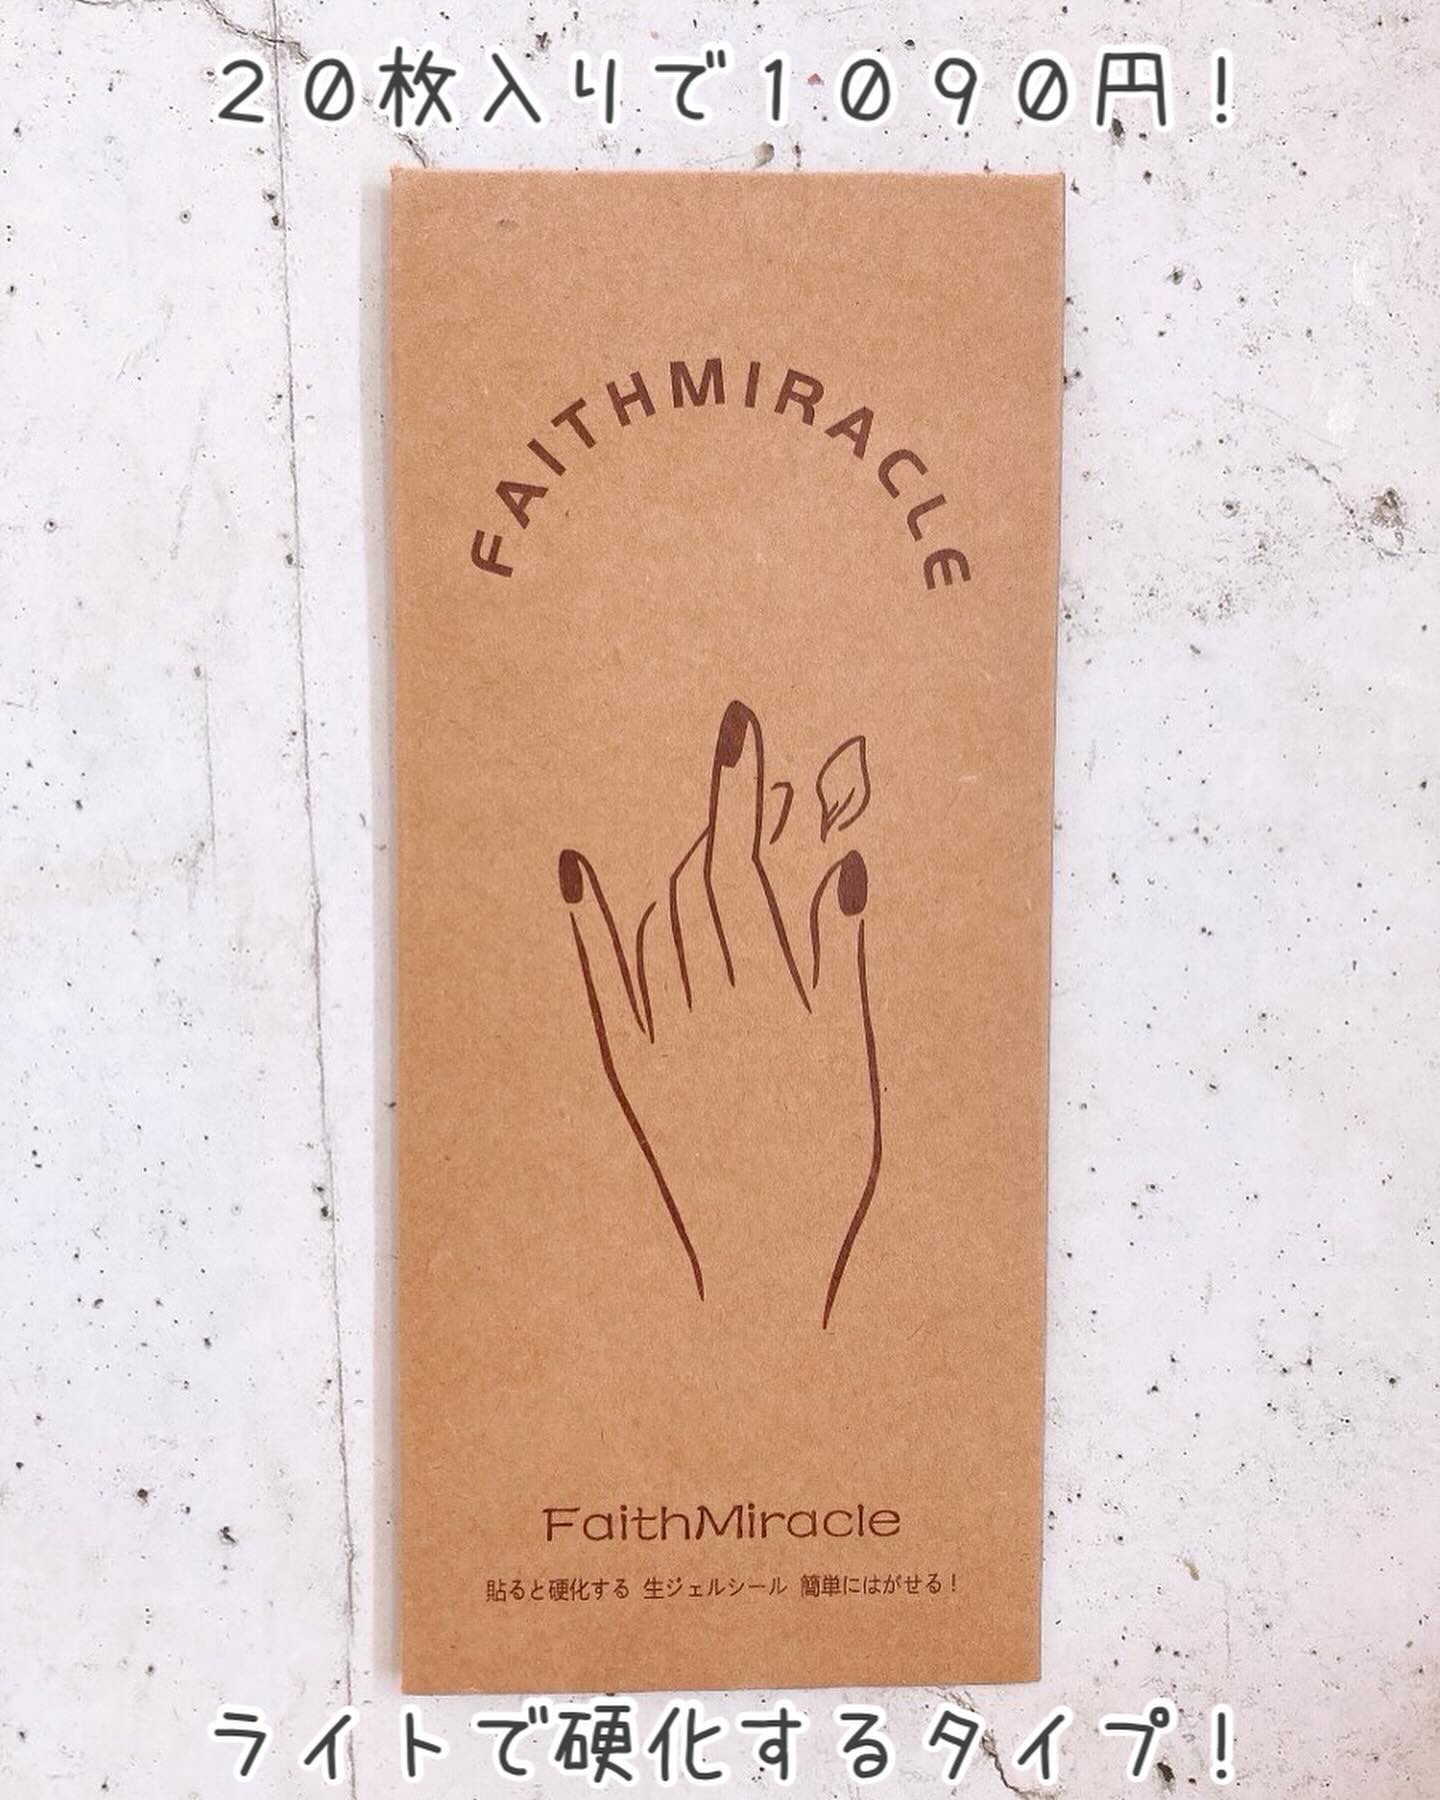 ２０枚入りで１０９０円！
FAITHMIRACLE
FaithMiracle
貼ると硬化する 生ジェルシール 簡単にはがせる！
ライトで硬化するタイプ！